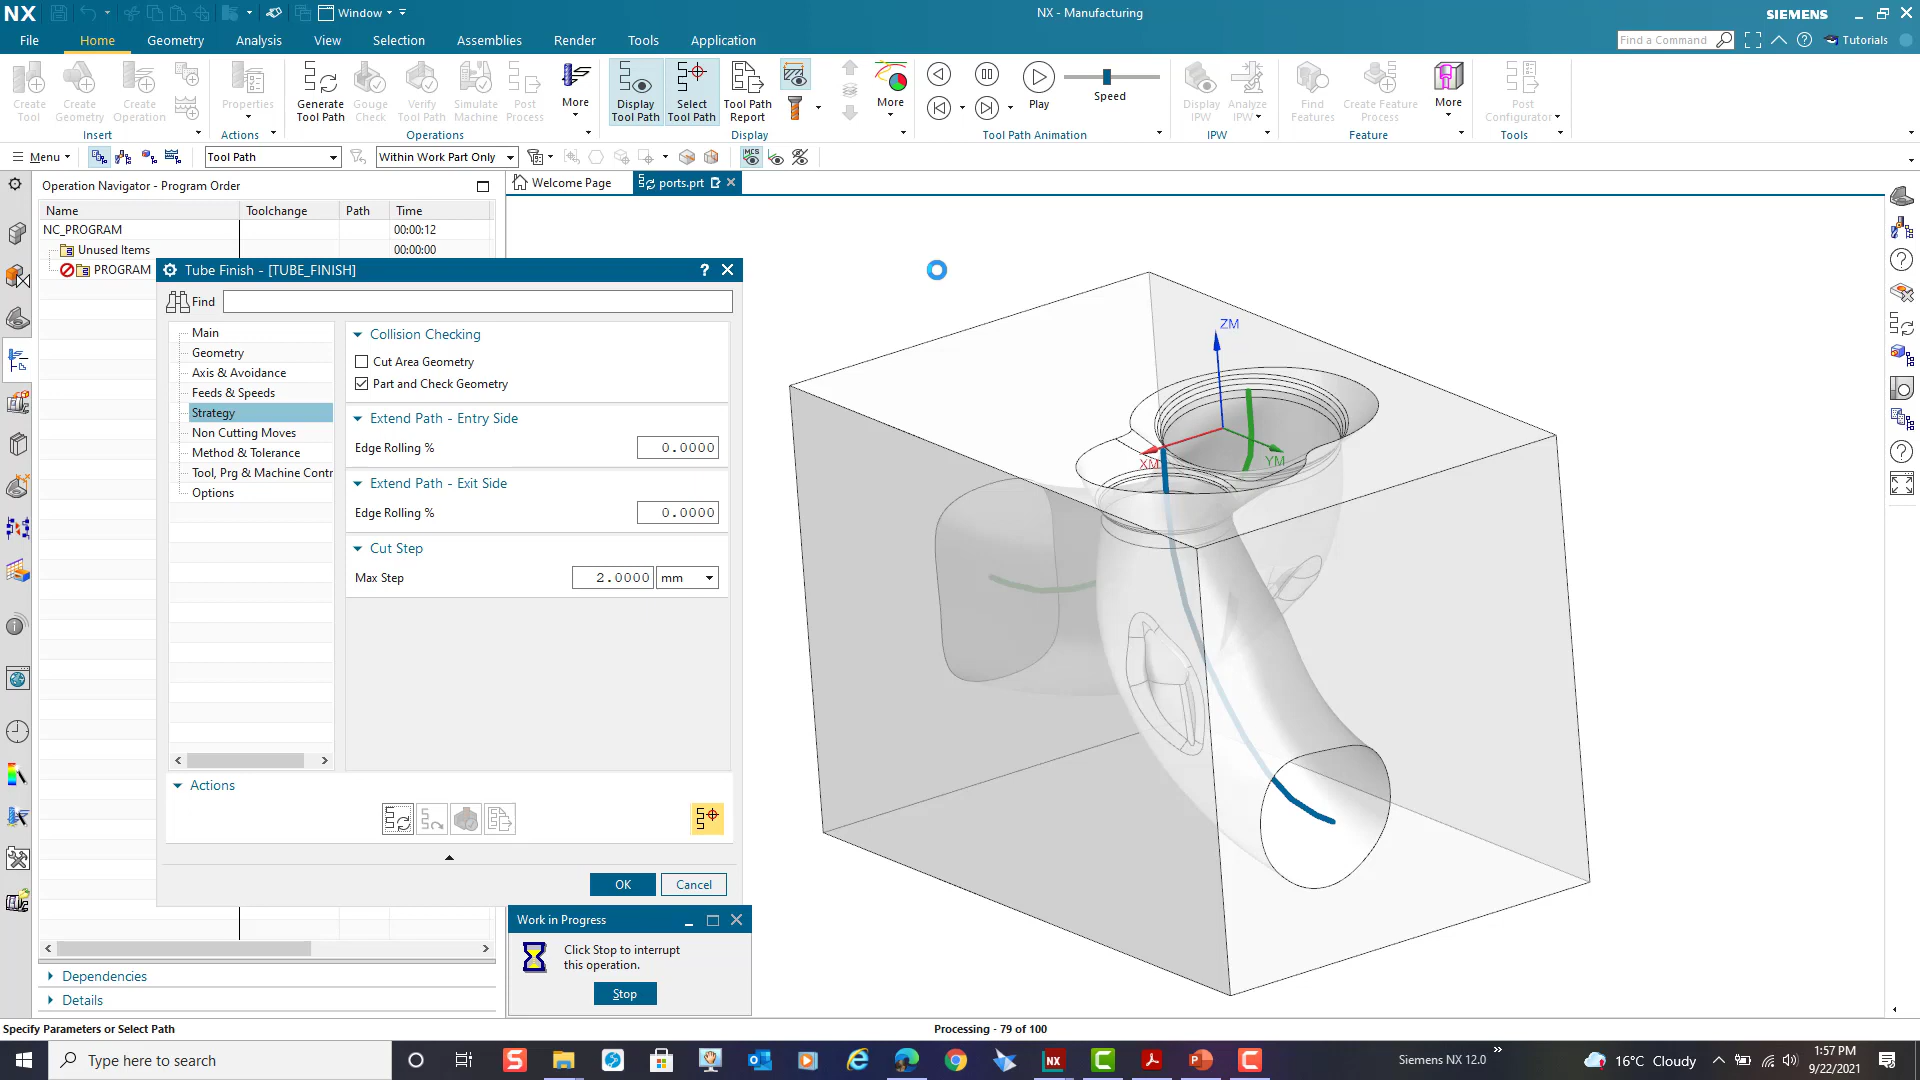 NX Window NX - Manufacturing SIEMENS
File Home Geometry Analysis View Selection Assemblies Render Tools Application Find a Command Tutorials
Create Tool Create Geometry Create Operation Properties Generate Tool Path Gouge Check Verify Tool Path Simulate Machine Post Process More Display Tool Path Select Tool Path Tool Path Report More Play Speed Display IPW Analyze IPW Find Features Create Feature Process More Post Configurator
Insert Actions Operations Display Tool Path Animation IPW Feature Tools
Menu Tool Path Within Work Part Only MCS
Operation Navigator - Program Order Welcome Page ports.prt
Name Toolchange Path Time
NC_PROGRAM 00:00:12
Unused Items 00:00:00
PROGRAM
Tube Finish - [TUBE_FINISH] ?
Find
Main
Geometry
Axis & Avoidance
Feeds & Speeds
Strategy
Non Cutting Moves
Method & Tolerance
Tool, Prg & Machine Contr
Options
Collision Checking
Cut Area Geometry
Part and Check Geometry
Extend Path - Entry Side
Edge Rolling % 0.0000
Extend Path - Exit Side
Edge Rolling % 0.0000
Cut Step
Max Step 2.0000 mm
Actions
OK Cancel
ZM
XM YM
Work in Progress
Click Stop to interrupt
this operation.
Stop
Dependencies
Details
Specify Parameters or Select Path Processing - 79 of 100
Type here to search Siemens NX 12.0 16°C Cloudy 1:57 PM
9/22/2021